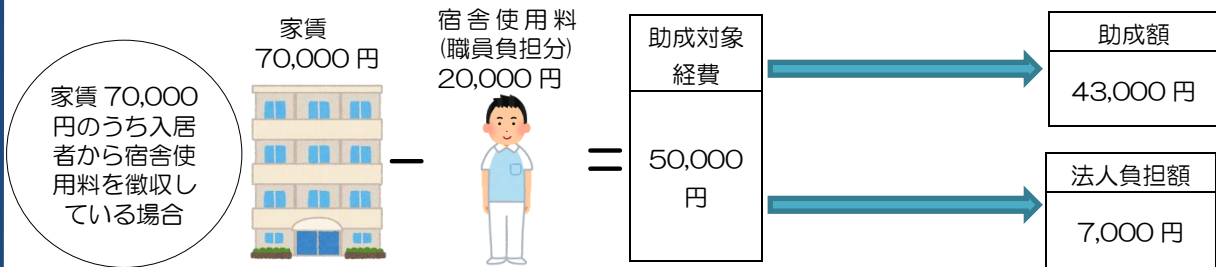 家賃 70,000
円のうち入居
者から宿舎使
用料を徴収し
ている場合
家賃
70,000 円
－
宿舎使用料
(職員負担分)
20,000 円
＝
助成対象
経費
50,000
円
助成額
43,000 円
法人負担額
7,000 円